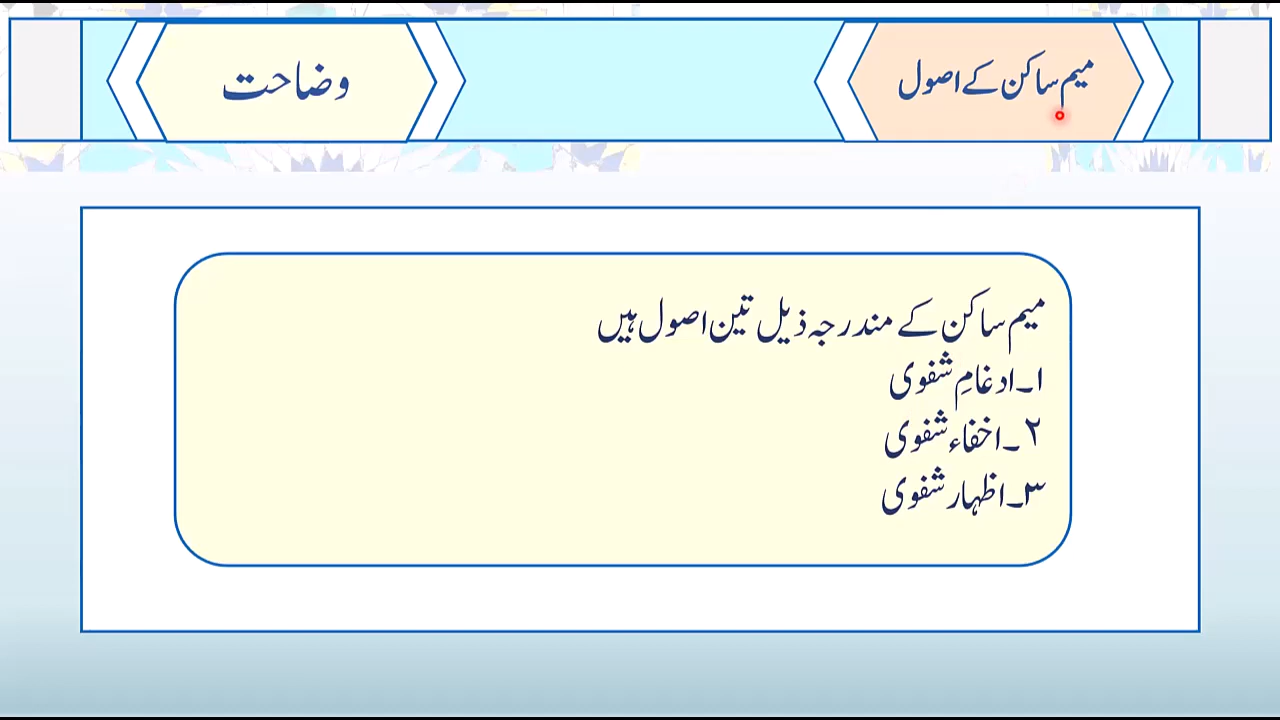 میم ساکن کے اصول
وضاحت
میم ساکن کے مندرجہ ذیل تین اصول ہیں
۱۔ادغامِ شفوی
۲۔اخفاء شفوی
۳۔اظہار شفوی